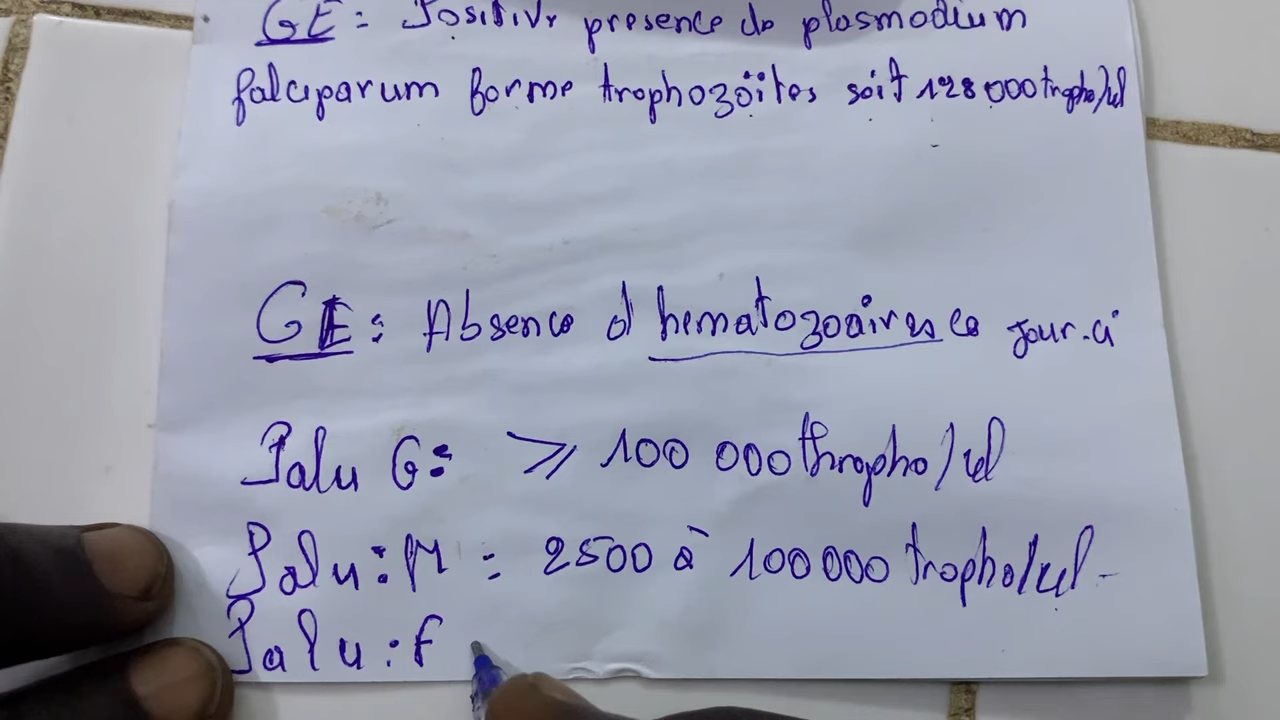 GE : Positive presence de plasmodium
falciparum forme trophozoïtes soit 128 000 tropho/ul
GE : Absence d'hematozoaires ce jour-ci
Palu G : ≥ 100 000 thropho/ul
Palu : M : 2500 à 100 000 tropho/ul -
Palu : f